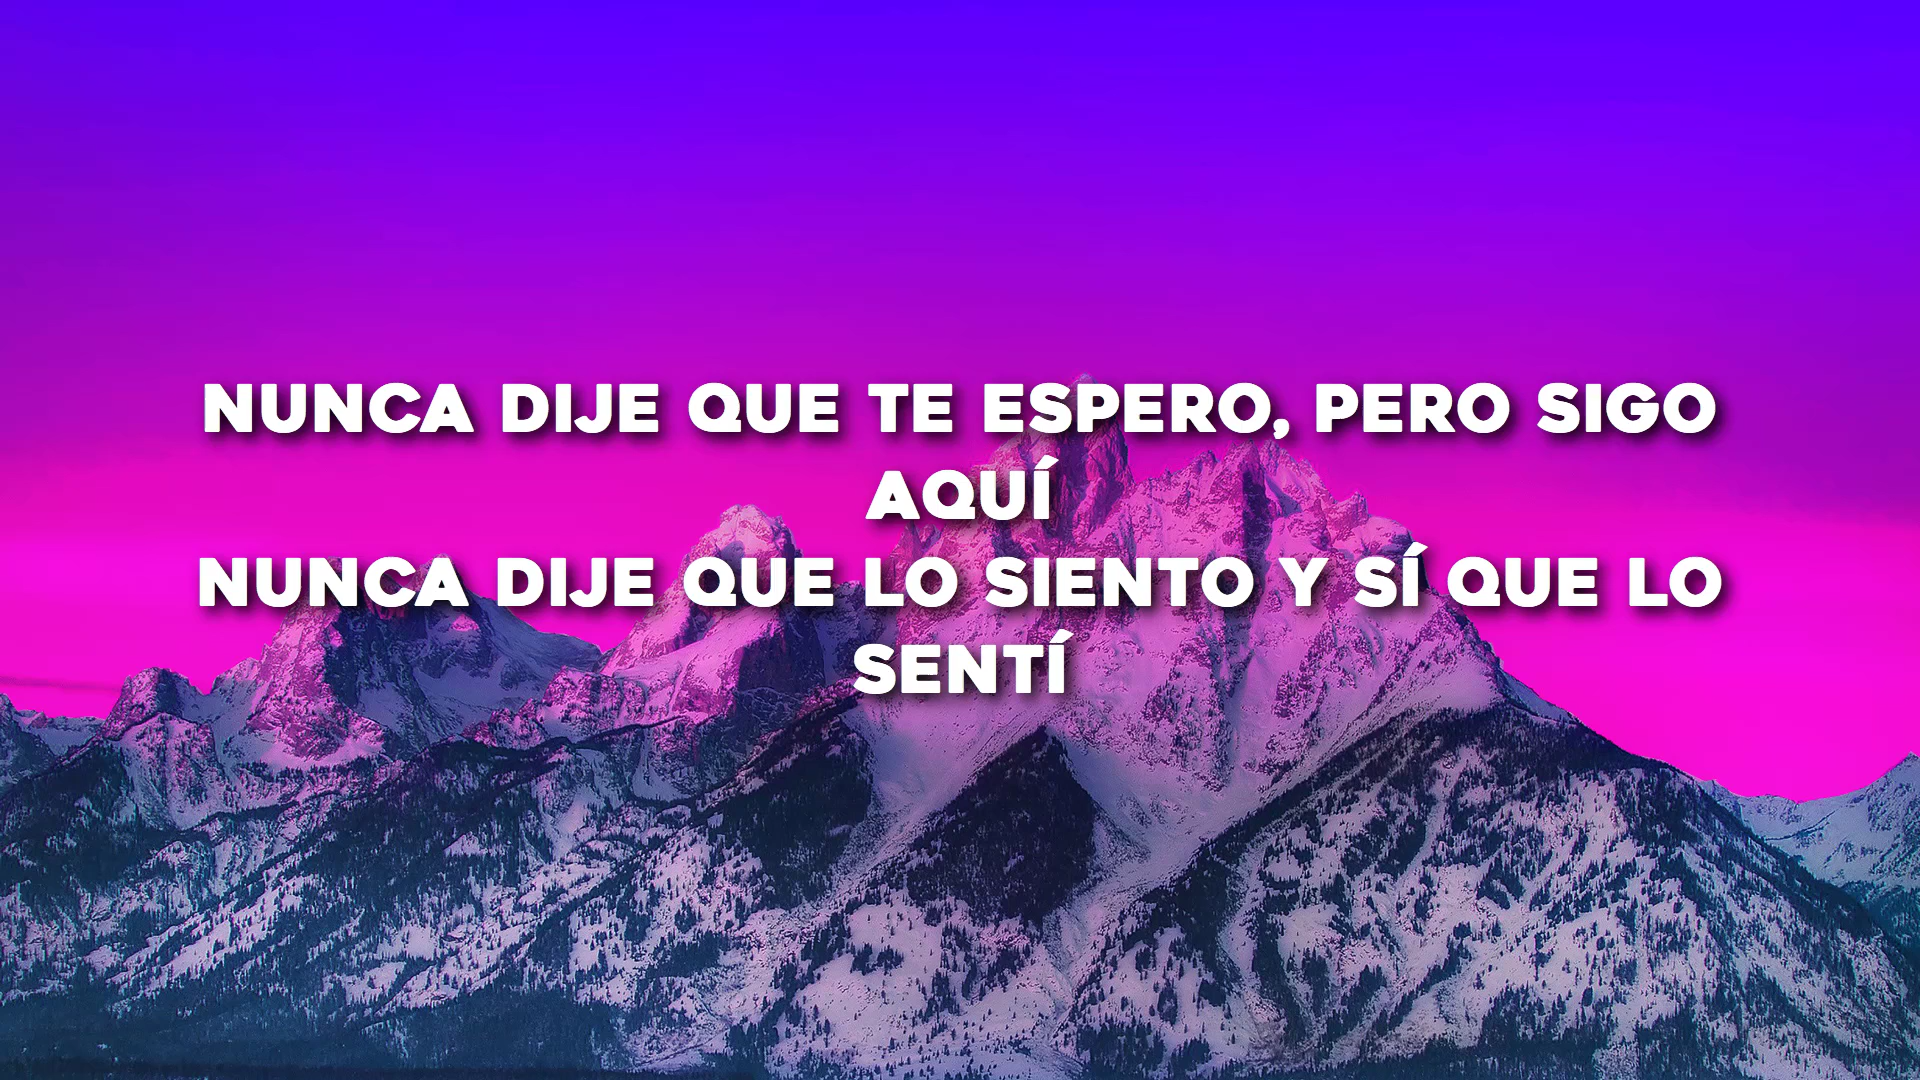 NUNCA DIJE QUE TE ESPERO, PERO SIGO
AQUÍ
NUNCA DIJE QUE LO SIENTO Y SÍ QUE LO
SENTÍ